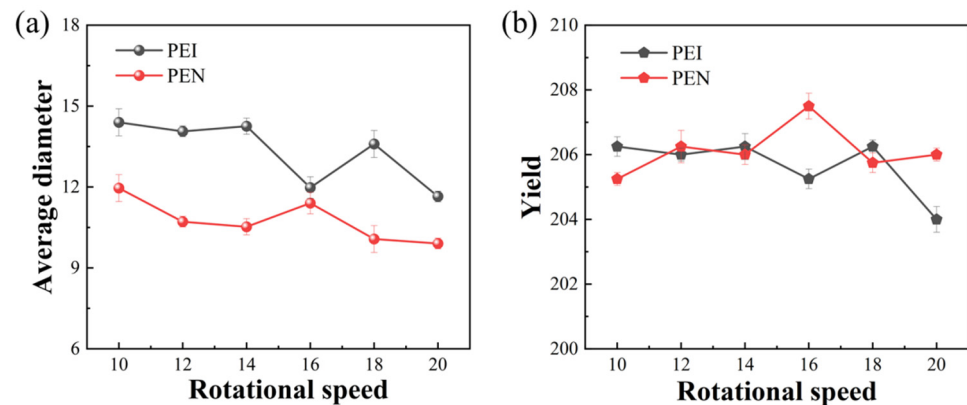 (a)
18
15
12
9
6
Average diameter
PEI
PEN
10 12 14 16 18 20
Rotational speed
(b)
210
208
206
204
202
200
Yield
PEI
PEN
10 12 14 16 18 20
Rotational speed